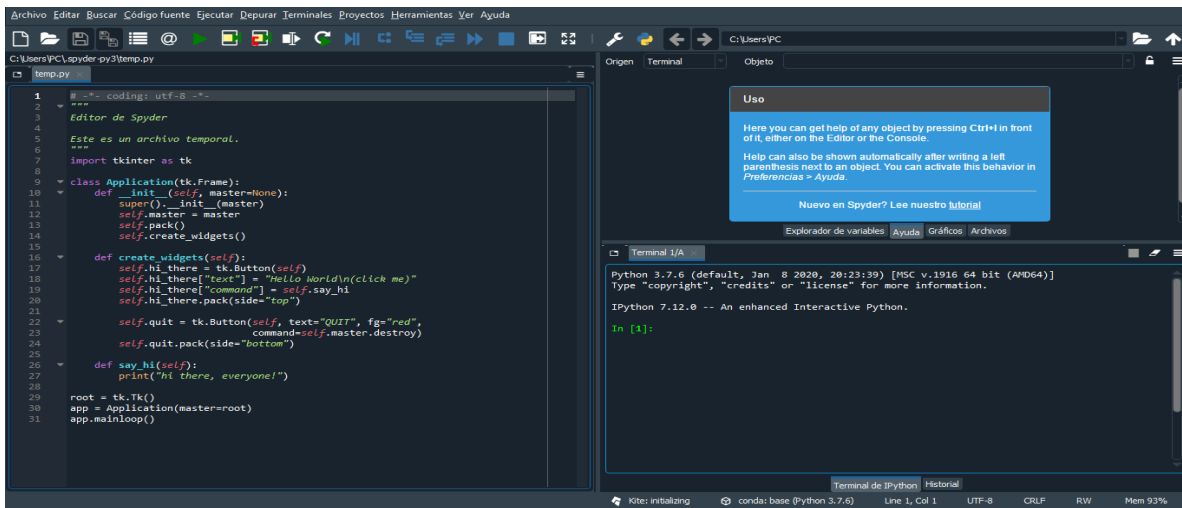 Archivo Editar Buscar Código fuente Ejecutar Depurar Terminales Proyectos Herramientas Ver Ayuda
C:\Users\PC
C:\Users\PC\.spyder-py3\temp.py
temp.py
1 # -*- coding: utf-8 -*-
2 """
3 Editor de Spyder
4
5 Este es un archivo temporal.
6 """
7 import tkinter as tk
8
9 class Application(tk.Frame):
10 def __init__(self, master=None):
11 super().__init__(master)
12 self.master = master
13 self.pack()
14 self.create_widgets()
15
16 def create_widgets(self):
17 self.hi_there = tk.Button(self)
18 self.hi_there["text"] = "Hello World\n(click me)"
19 self.hi_there["command"] = self.say_hi
20 self.hi_there.pack(side="top")
21
22 self.quit = tk.Button(self, text="QUIT", fg="red",
23 command=self.master.destroy)
24 self.quit.pack(side="bottom")
25
26 def say_hi(self):
27 print("hi there, everyone!")
28
29 root = tk.Tk()
30 app = Application(master=root)
31 app.mainloop()
Origen Terminal Objeto
Uso
Here you can get help of any object by pressing Ctrl+I in front
of it, either on the Editor or the Console.
Help can also be shown automatically after writing a left
parenthesis next to an object. You can activate this behavior in
Preferencias > Ayuda.
Nuevo en Spyder? Lee nuestro tutorial
Explorador de variables Ayuda Gráficos Archivos
Terminal 1/A
Python 3.7.6 (default, Jan 8 2020, 20:23:39) [MSC v.1916 64 bit (AMD64)]
Type "copyright", "credits" or "license" for more information.
IPython 7.12.0 -- An enhanced Interactive Python.
In [1]:
Terminal de IPython Historial
Kite: initializing conda: base (Python 3.7.6) Line 1, Col 1 UTF-8 CRLF RW Mem 93%